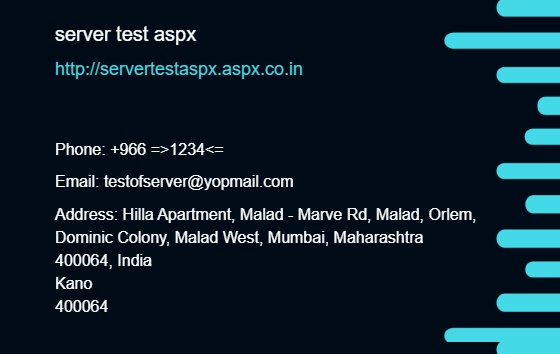 server test aspx
http://servertestaspx.aspx.co.in
Phone: +966 =>1234<=
Email: testofserver@yopmail.com
Address: Hilla Apartment, Malad - Marve Rd, Malad, Orlem,
Dominic Colony, Malad West, Mumbai, Maharashtra
400064, India
Kano
400064